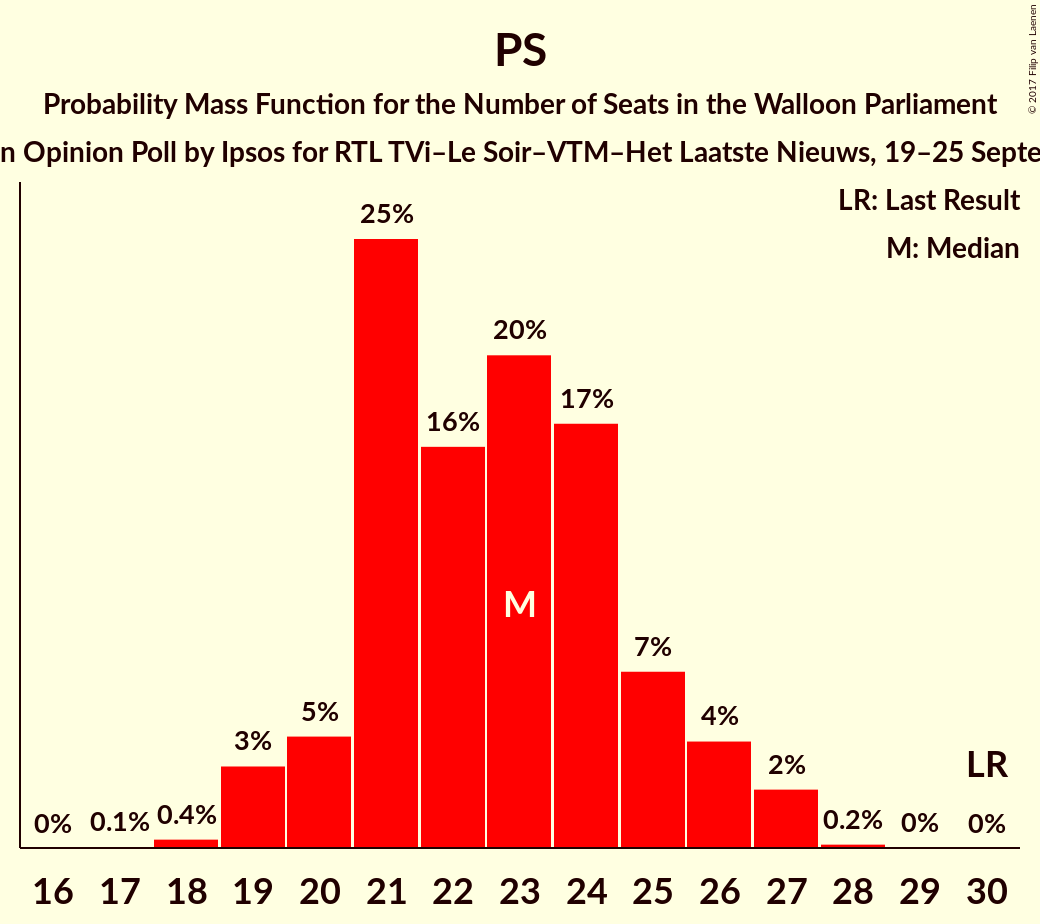 PS
Probability Mass Function for the Number of Seats in the Walloon Parliament
n Opinion Poll by Ipsos for RTL TVi–Le Soir–VTM–Het Laatste Nieuws, 19–25 Septe
© 2017 Filip van Laenen
LR: Last Result
M: Median
25%
20%
17%
16%
M
7%
5%
4%
3%
2%
LR
0% 0.1% 0.4% 0.2% 0% 0%
16 17 18 19 20 21 22 23 24 25 26 27 28 29 30